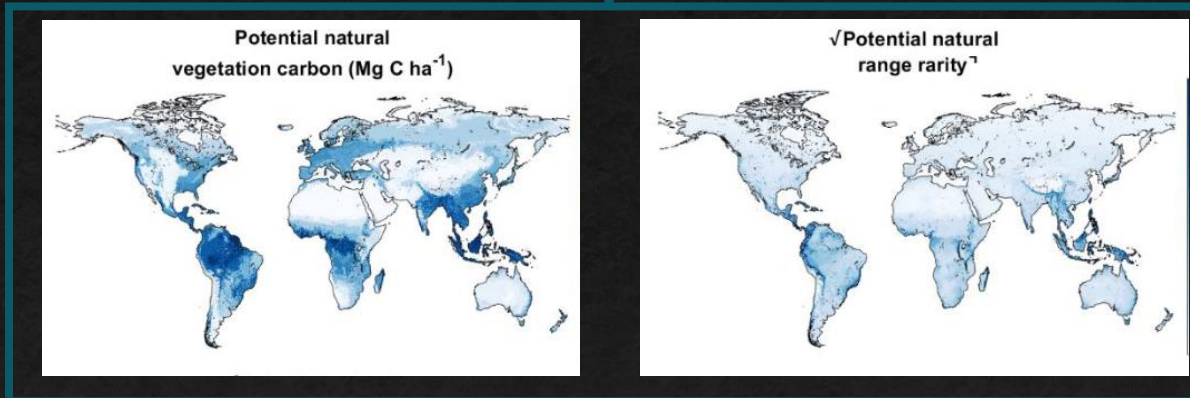 Potential natural
vegetation carbon (Mg C ha⁻¹)
√Potential natural
range rarity⁻